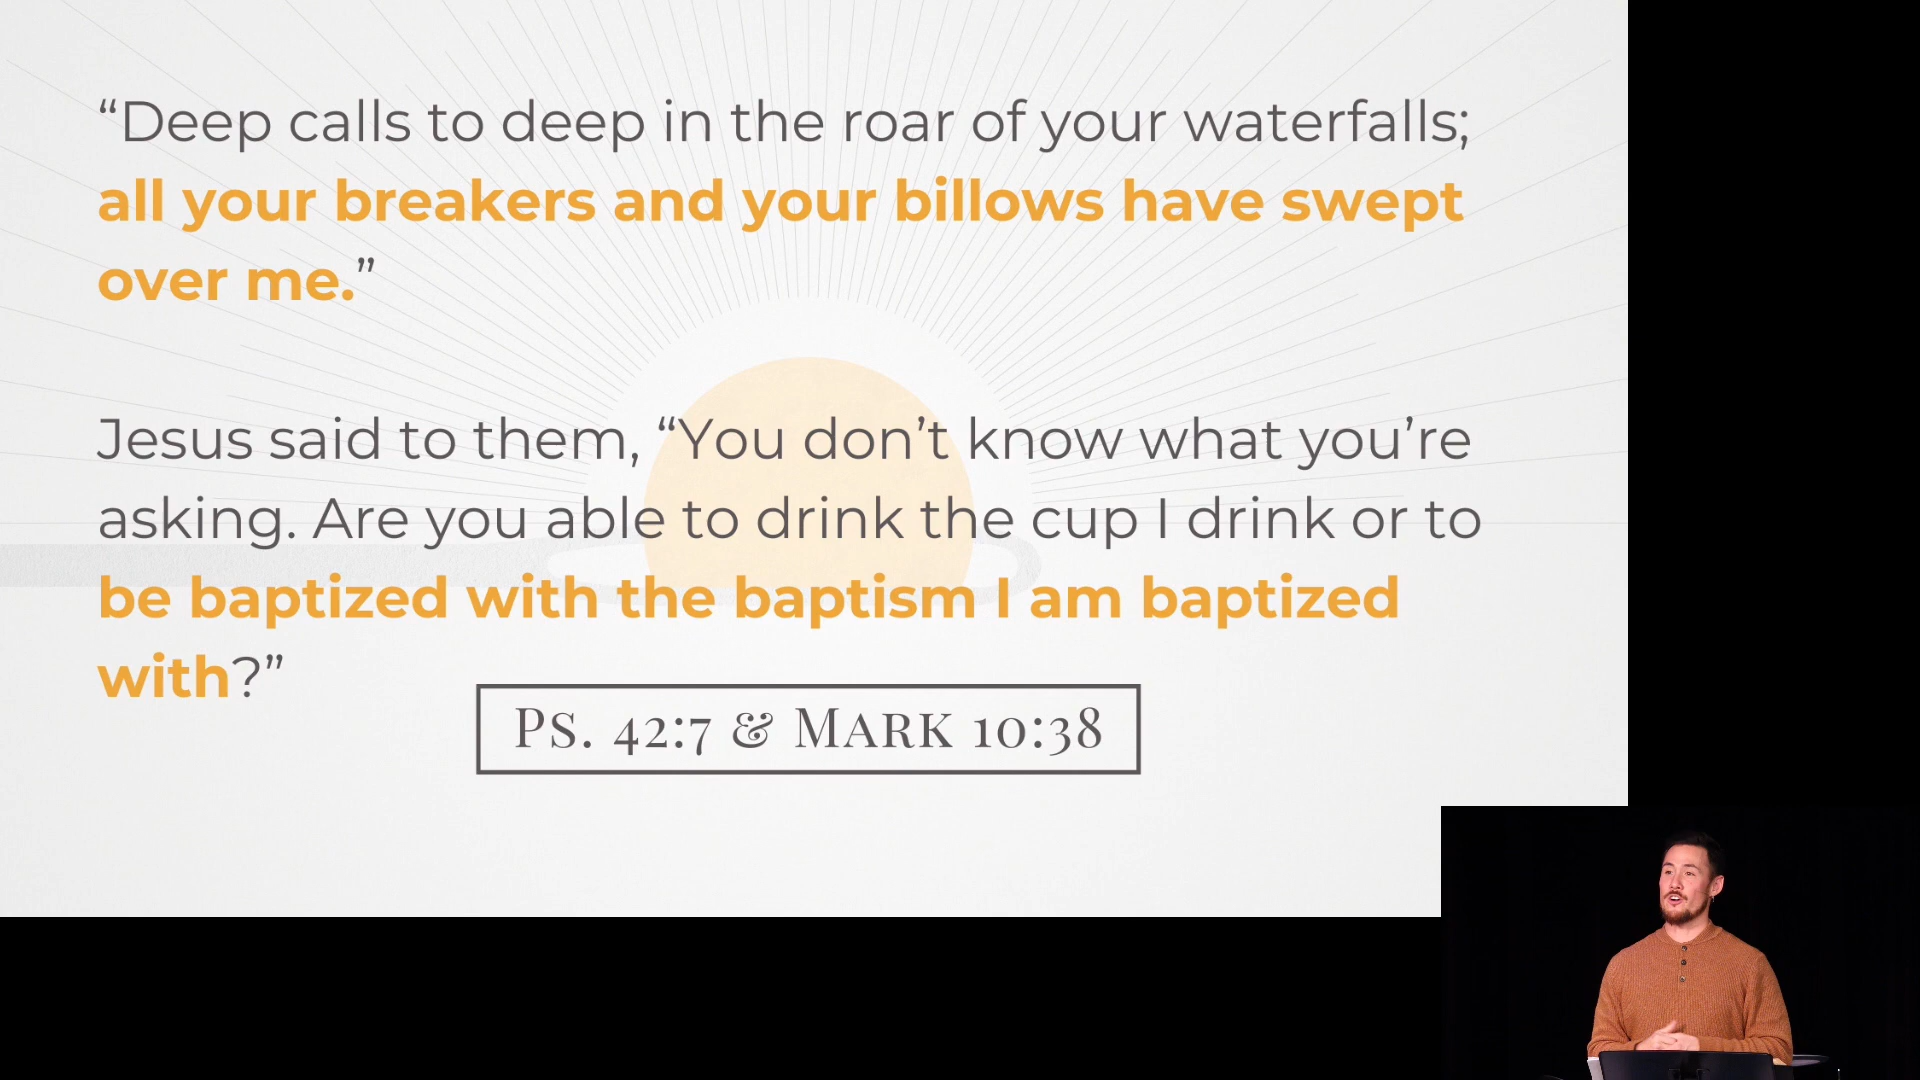 “Deep calls to deep in the roar of your waterfalls;
all your breakers and your billows have swept
over me.”
Jesus said to them, “You don’t know what you’re
asking. Are you able to drink the cup I drink or to
be baptized with the baptism I am baptized
with?”
Ps. 42:7 & Mark 10:38